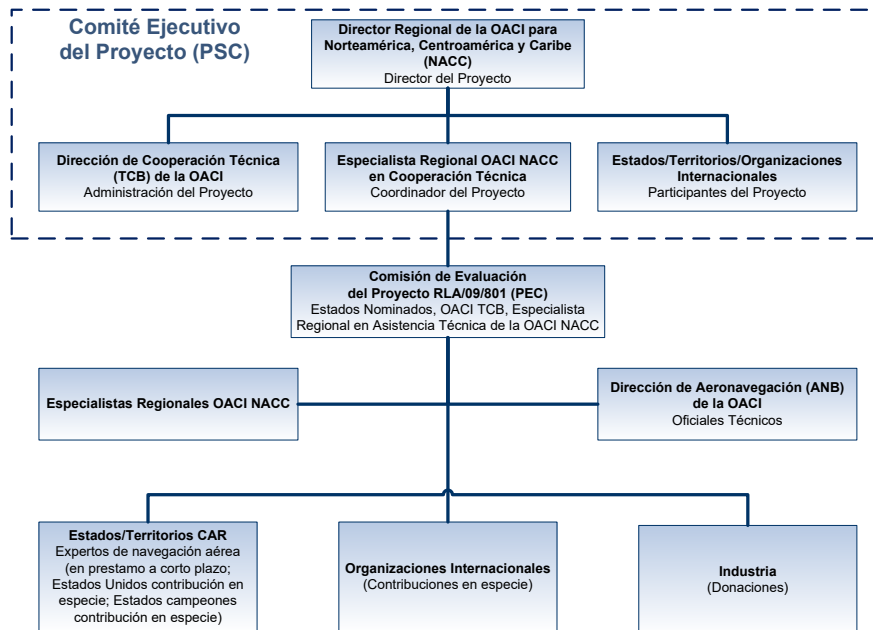 Comité Ejecutivo
del Proyecto (PSC)
Director Regional de la OACI para
Norteamérica, Centroamérica y Caribe
(NACC)
Director del Proyecto
Dirección de Cooperación Técnica
(TCB) de la OACI
Administración del Proyecto
Especialista Regional OACI NACC
en Cooperación Técnica
Coordinador del Proyecto
Estados/Territorios/Organizaciones
Internacionales
Participantes del Proyecto
Comisión de Evaluación
del Proyecto RLA/09/801 (PEC)
Estados Nominados, OACI TCB, Especialista
Regional en Asistencia Técnica de la OACI NACC
Especialistas Regionales OACI NACC
Dirección de Aeronavegación (ANB)
de la OACI
Oficiales Técnicos
Estados/Territorios CAR
Expertos de navegación aérea
(en prestamo a corto plazo;
Estados Unidos contribución en
especie; Estados campeones
contribución en especie)
Organizaciones Internacionales
(Contribuciones en especie)
Industria
(Donaciones)